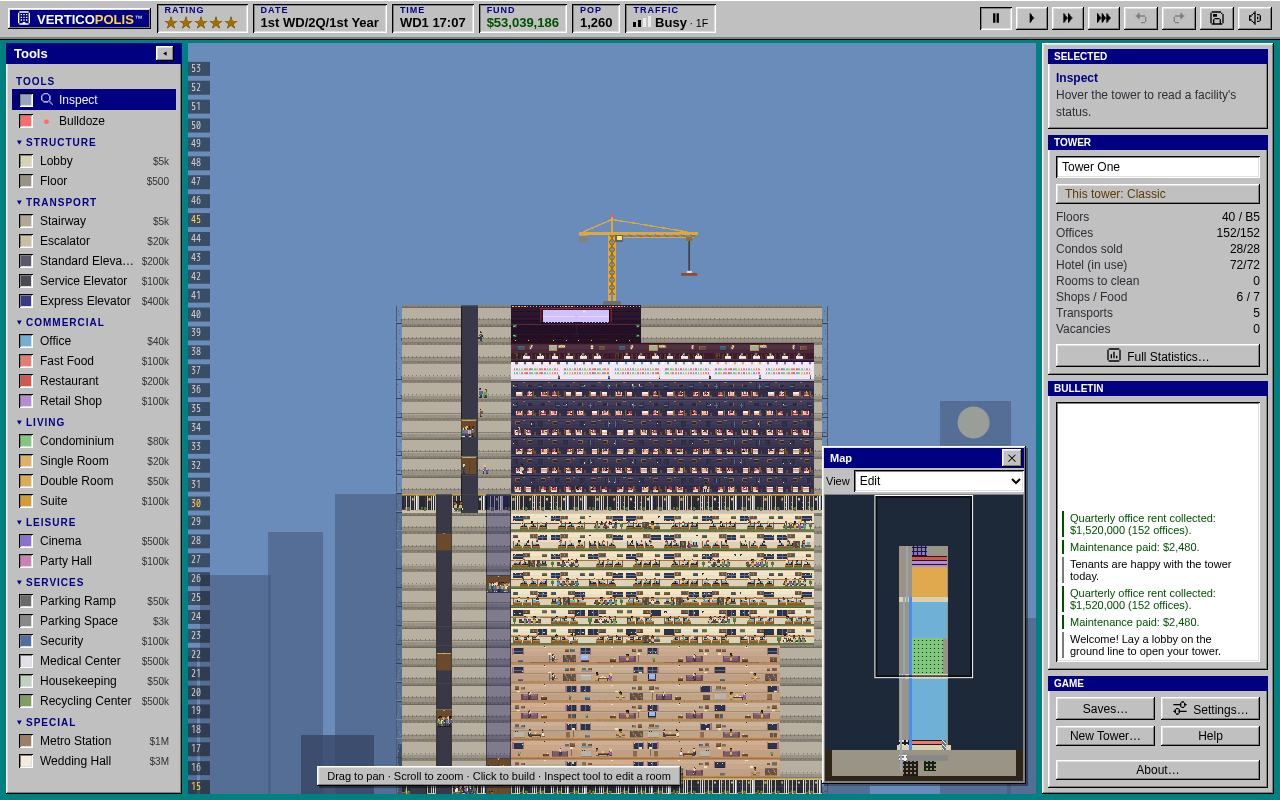 VERTICOPOLIS™
RATING
DATE
1st WD/2Q/1st Year
TIME
WD1 17:07
FUND
$53,039,186
POP
1,260
TRAFFIC
Busy · 1F
Tools
TOOLS
Inspect
Bulldoze
STRUCTURE
Lobby $5k
Floor $500
TRANSPORT
Stairway $5k
Escalator $20k
Standard Eleva… $200k
Service Elevator $100k
Express Elevator $400k
COMMERCIAL
Office $40k
Fast Food $100k
Restaurant $200k
Retail Shop $100k
LIVING
Condominium $80k
Single Room $20k
Double Room $50k
Suite $100k
LEISURE
Cinema $500k
Party Hall $100k
SERVICES
Parking Ramp $50k
Parking Space $3k
Security $100k
Medical Center $500k
Housekeeping $50k
Recycling Center $500k
SPECIAL
Metro Station $1M
Wedding Hall $3M
53
52
51
50
49
48
47
46
45
44
43
42
41
40
39
38
37
36
35
34
33
32
31
30
29
28
27
26
25
24
23
22
21
20
19
18
17
16
15
Drag to pan · Scroll to zoom · Click to build · Inspect tool to edit a room
Map
View Edit
SELECTED
Inspect
Hover the tower to read a facility's
status.
TOWER
Tower One
This tower: Classic
Floors 40 / B5
Offices 152/152
Condos sold 28/28
Hotel (in use) 72/72
Rooms to clean 0
Shops / Food 6 / 7
Transports 5
Vacancies 0
Full Statistics…
BULLETIN
Quarterly office rent collected:
$1,520,000 (152 offices).
Maintenance paid: $2,480.
Tenants are happy with the tower
today.
Quarterly office rent collected:
$1,520,000 (152 offices).
Maintenance paid: $2,480.
Welcome! Lay a lobby on the
ground line to open your tower.
GAME
Saves…
Settings…
New Tower…
Help
About…